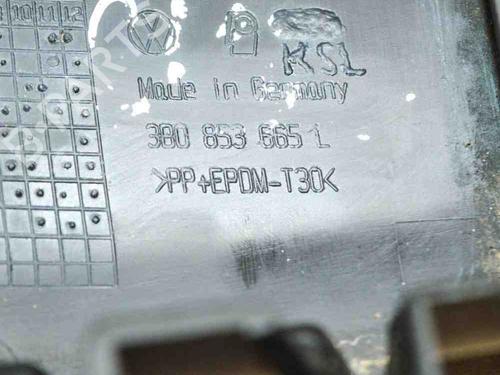 10 11 12
KSL
Made in Germany
3B0 853 665 L
>PP+EPDM-T30<